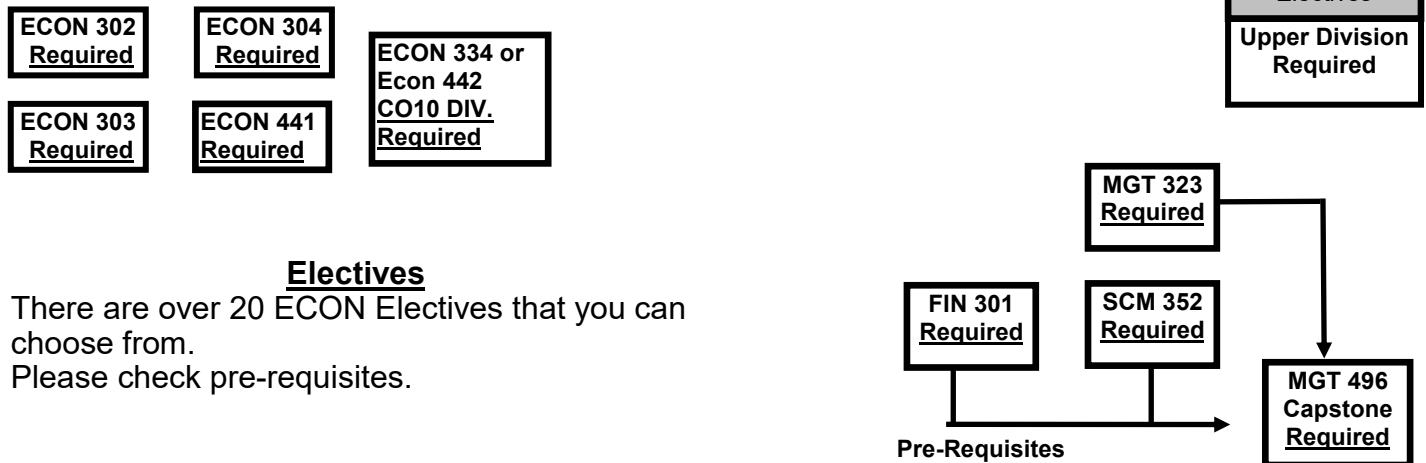 Electives
Upper Division
Required
ECON 302
Required
ECON 304
Required
ECON 334 or
Econ 442
CO10 DIV.
Required
ECON 303
Required
ECON 441
Required
MGT 323
Required
Electives
There are over 20 ECON Electives that you can
choose from.
Please check pre-requisites.
FIN 301
Required
SCM 352
Required
MGT 496
Capstone
Required
Pre-Requisites